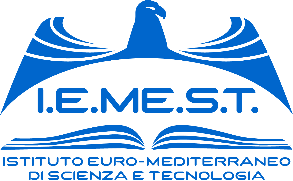 I.E.ME.S.T.
ISTITUTO EURO-MEDITERRANEO
DI SCIENZA E TECNOLOGIA